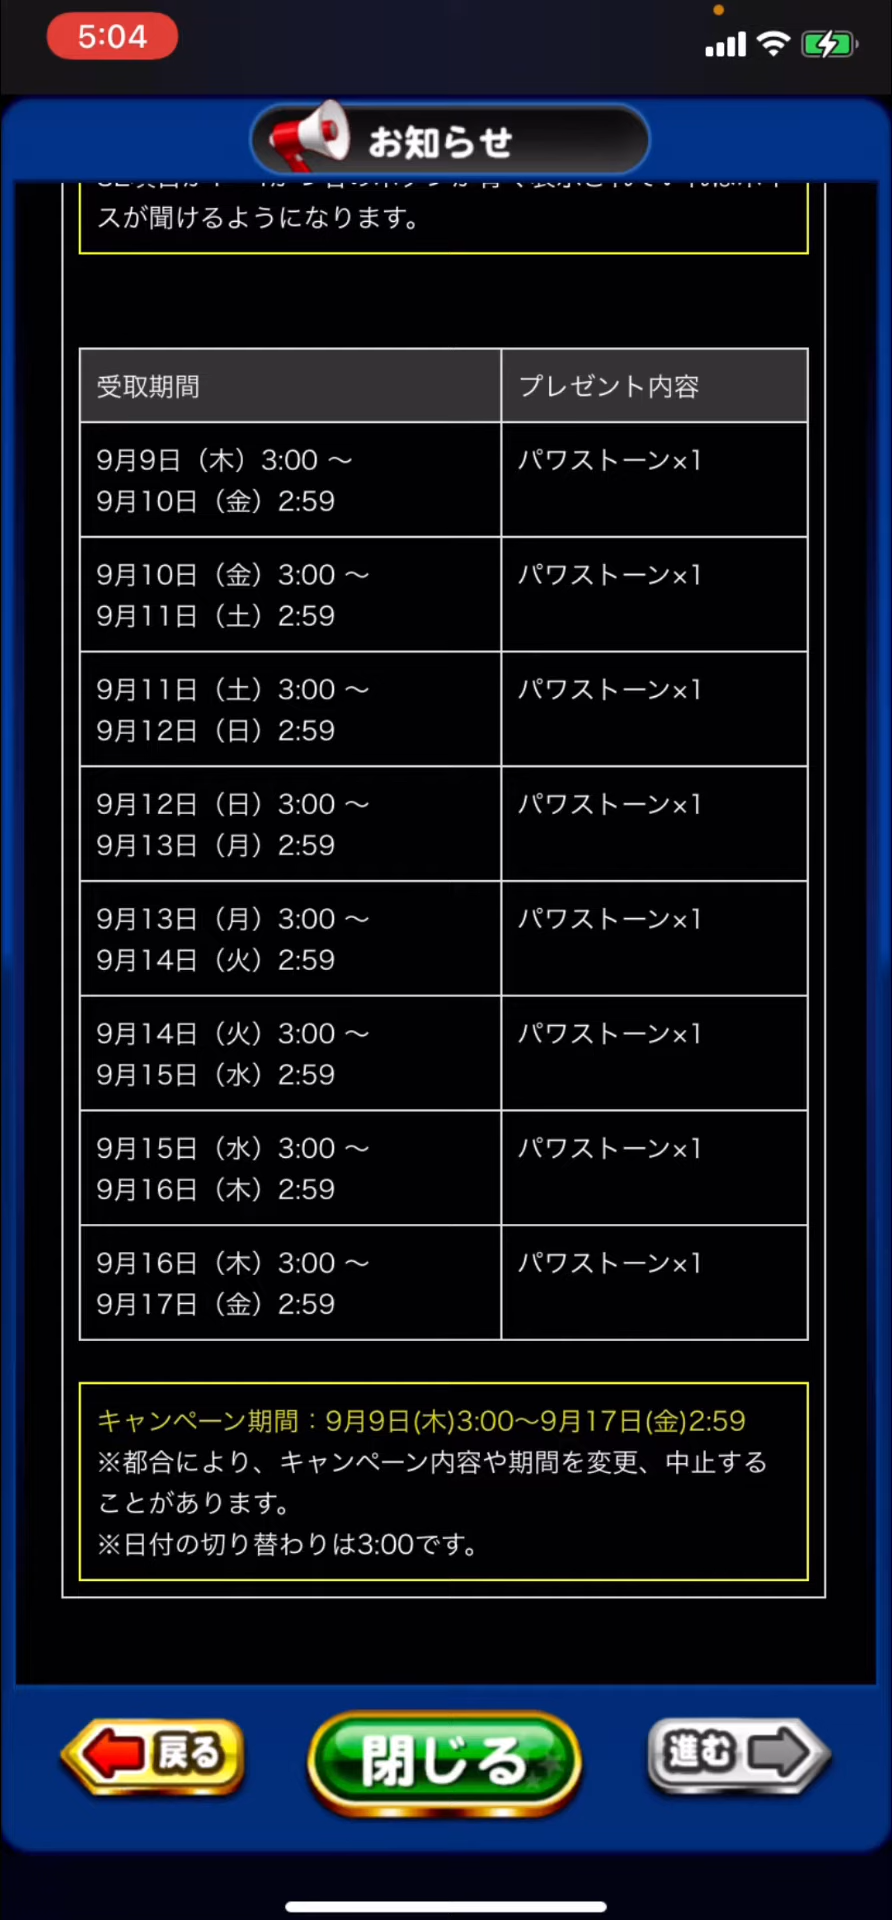 5:04
お知らせ
スが聞けるようになります。
受取期間
プレゼント内容
9月9日（木）3:00 ～
9月10日（金）2:59
パワストーン×1
9月10日（金）3:00 ～
9月11日（土）2:59
パワストーン×1
9月11日（土）3:00 ～
9月12日（日）2:59
パワストーン×1
9月12日（日）3:00 ～
9月13日（月）2:59
パワストーン×1
9月13日（月）3:00 ～
9月14日（火）2:59
パワストーン×1
9月14日（火）3:00 ～
9月15日（水）2:59
パワストーン×1
9月15日（水）3:00 ～
9月16日（木）2:59
パワストーン×1
9月16日（木）3:00 ～
9月17日（金）2:59
パワストーン×1
キャンペーン期間：9月9日(木)3:00～9月17日(金)2:59
※都合により、キャンペーン内容や期間を変更、中止する
ことがあります。
※日付の切り替わりは3:00です。
戻る
閉じる
進む